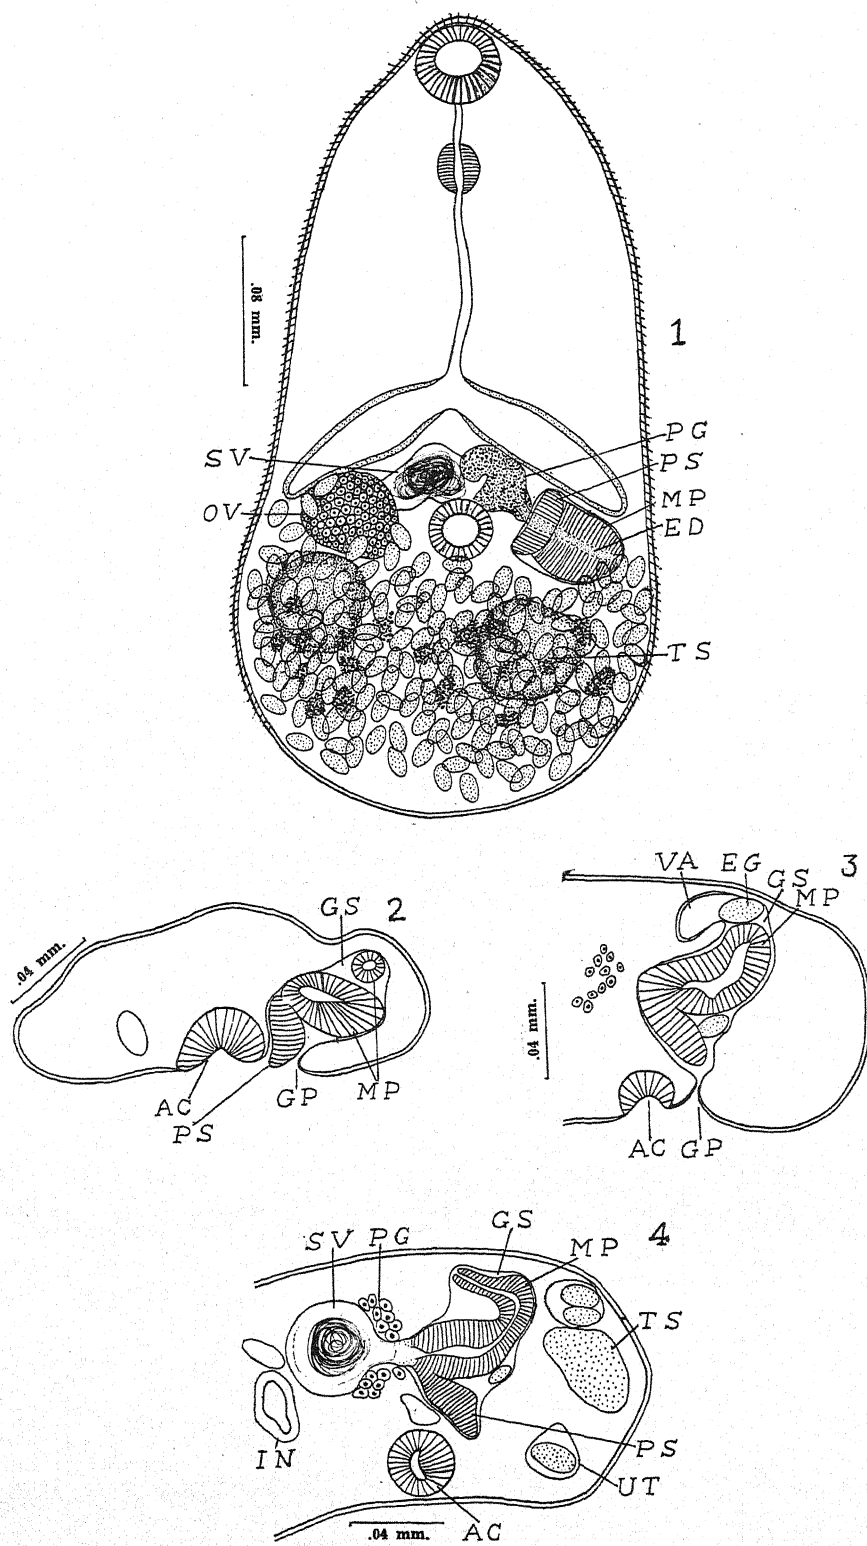 .08 mm.
1
PG
SV
PS
MP
OV
ED
TS
3
VA EG GS
MP
GS 2
.04 mm.
.04 mm.
AC GP MP
PS
AC GP
GS 4
SV PG MP
TS
IN PS
UT
.04 mm. AC